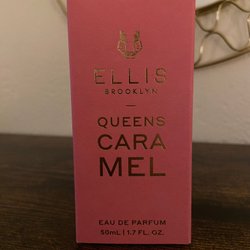 ELLIS
BROOKLYN
QUEENS
CARA
MEL
EAU DE PARFUM
50mL | 1.7 FL. OZ.